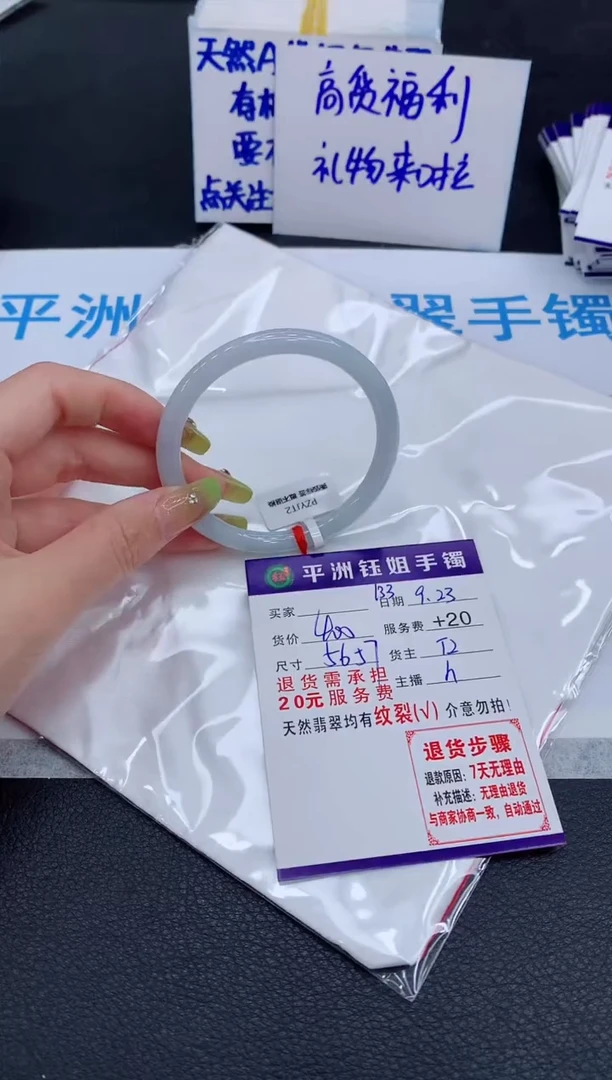 天然A
高货福利
有
礼物来啦
点关注
平洲
翠手镯
PZYJT2
平洲钰姐手镯
133
买家
日期 9.23
货价 400
服务费 +20
尺寸 5657
货主 T2
退货需承担
主播 h
20元服务费
天然翡翠均有纹裂(√) 介意勿拍!
退货步骤
退款原因:7天无理由
补充描述:无理由退货
与商家协商一致,自动通过